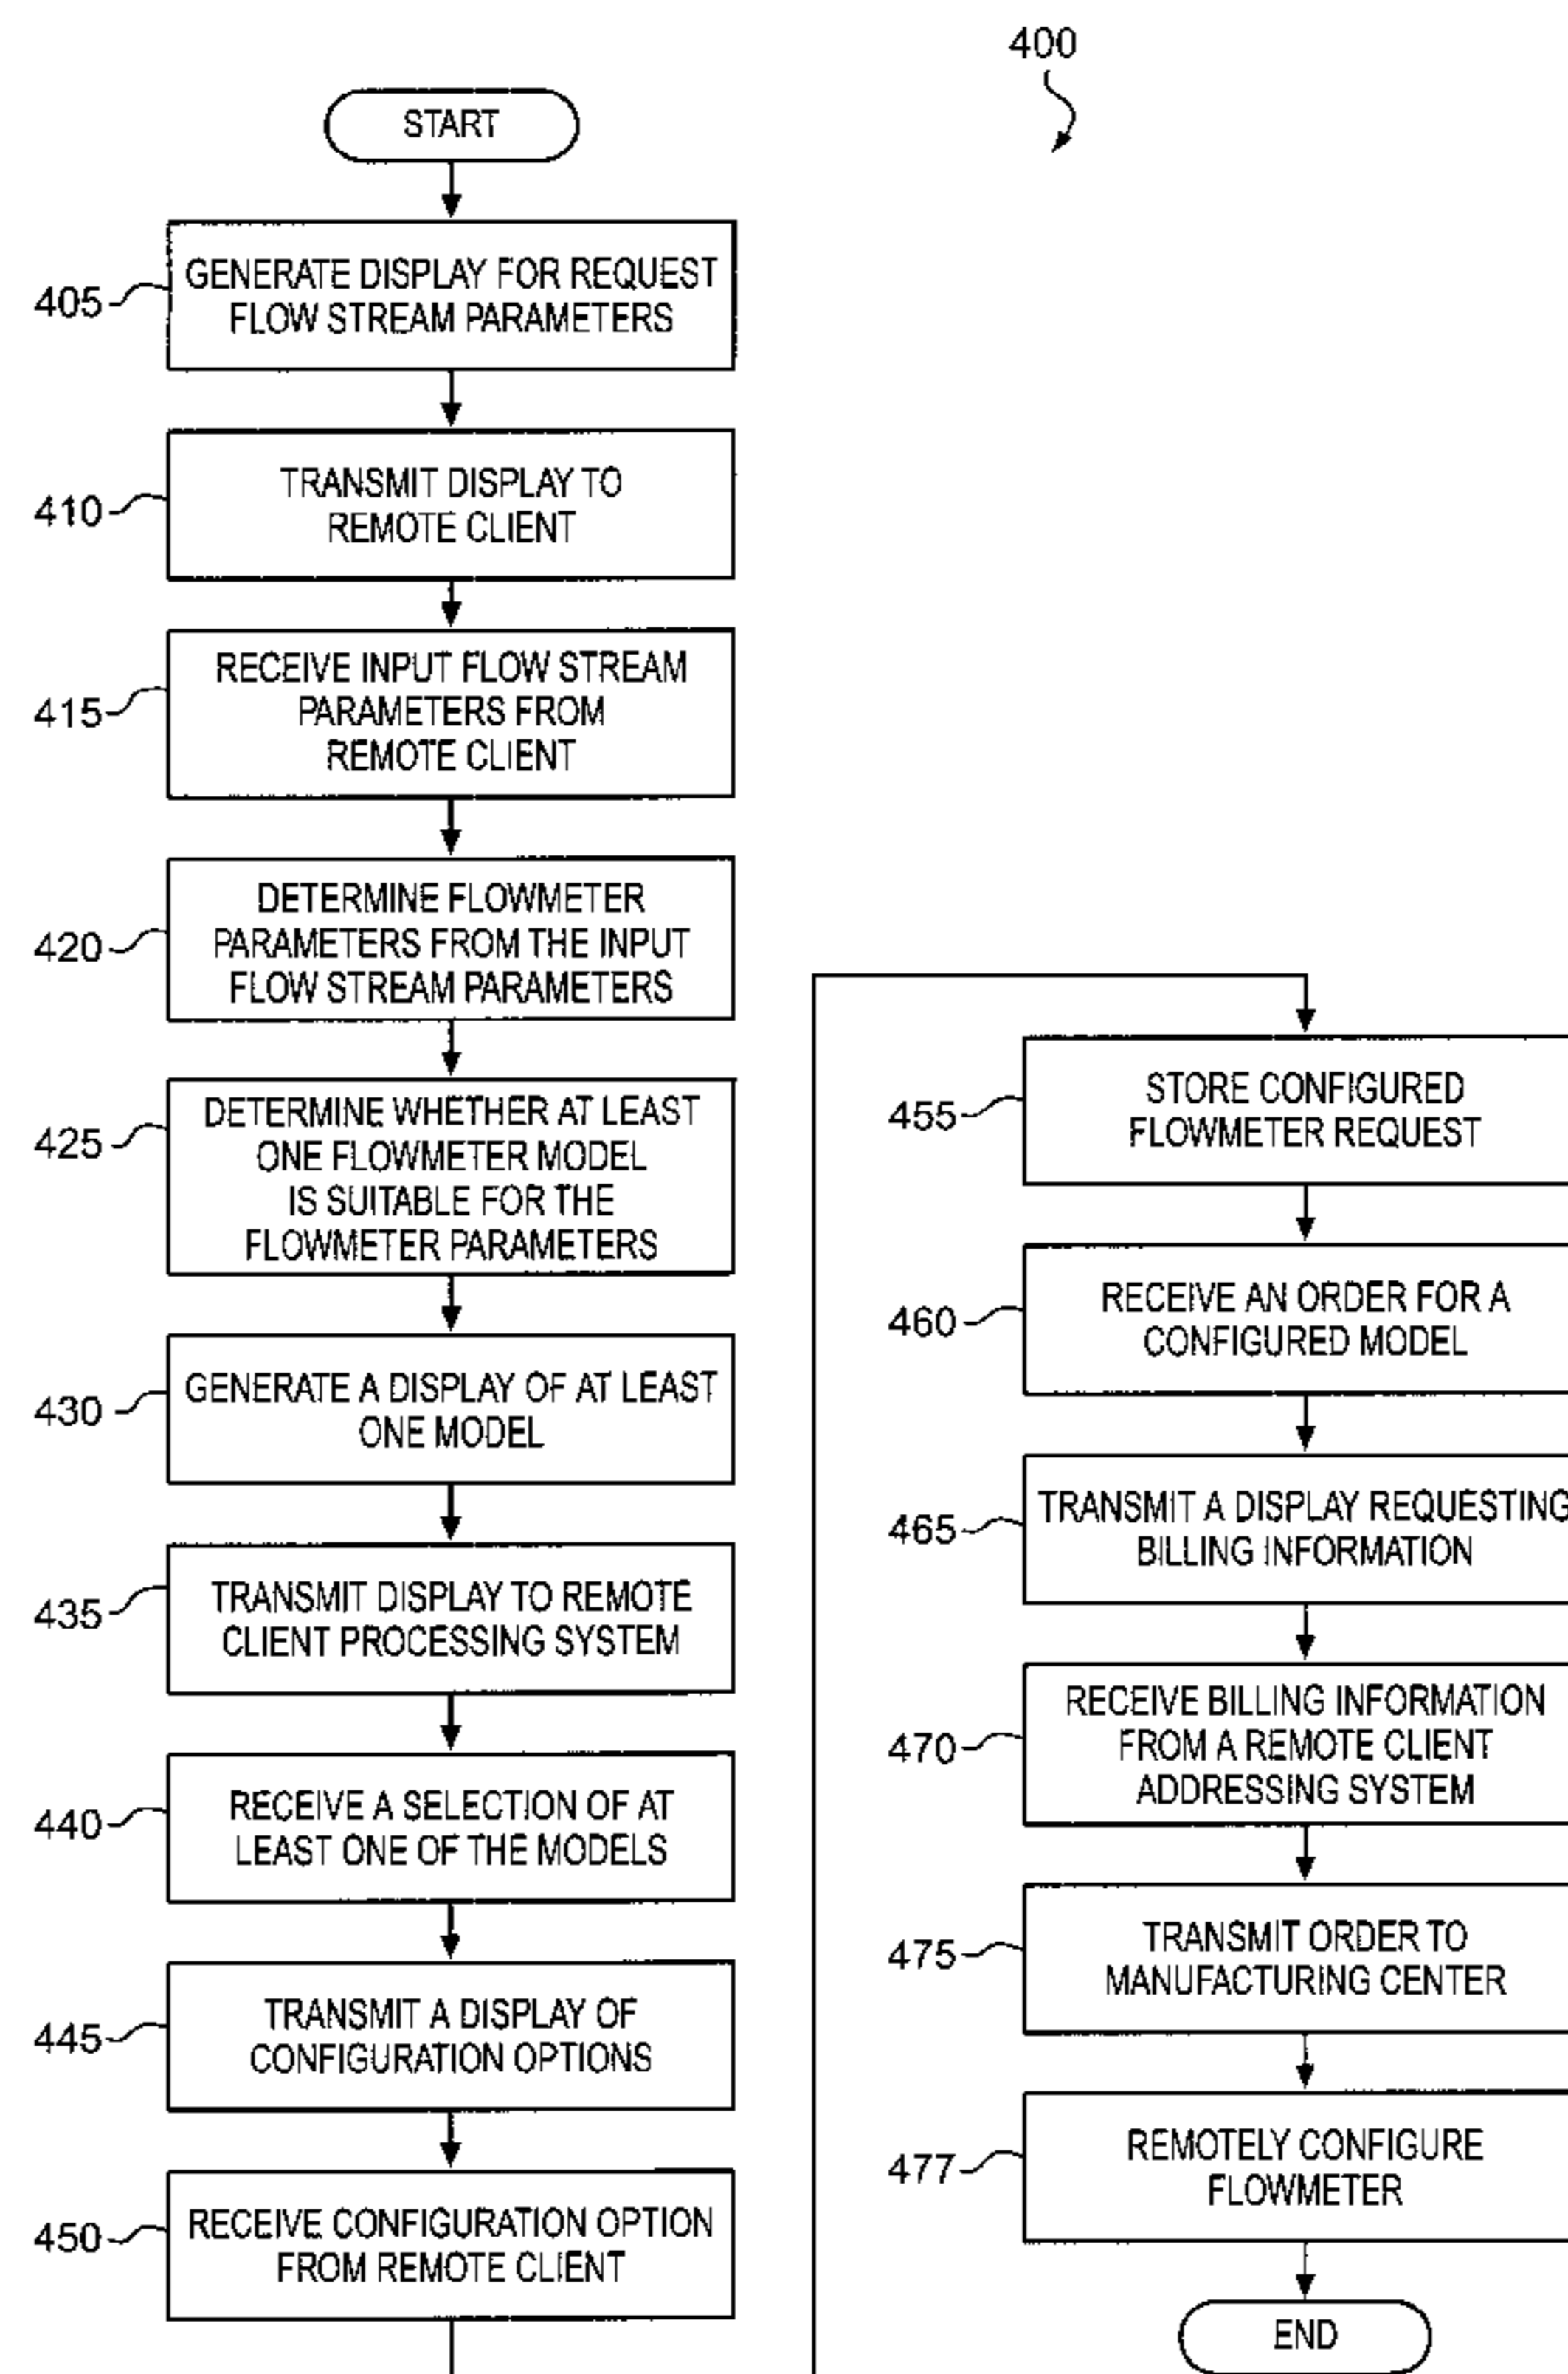 400
START
405
GENERATE DISPLAY FOR REQUEST
FLOW STREAM PARAMETERS
410
TRANSMIT DISPLAY TO
REMOTE CLIENT
415
RECEIVE INPUT FLOW STREAM
PARAMETERS FROM
REMOTE CLIENT
420
DETERMINE FLOWMETER
PARAMETERS FROM THE INPUT
FLOW STREAM PARAMETERS
425
DETERMINE WHETHER AT LEAST
ONE FLOWMETER MODEL
IS SUITABLE FOR THE
FLOWMETER PARAMETERS
430
GENERATE A DISPLAY OF AT LEAST
ONE MODEL
435
TRANSMIT DISPLAY TO REMOTE
CLIENT PROCESSING SYSTEM
440
RECEIVE A SELECTION OF AT
LEAST ONE OF THE MODELS
445
TRANSMIT A DISPLAY OF
CONFIGURATION OPTIONS
450
RECEIVE CONFIGURATION OPTION
FROM REMOTE CLIENT
455
STORE CONFIGURED
FLOWMETER REQUEST
460
RECEIVE AN ORDER FOR A
CONFIGURED MODEL
465
TRANSMIT A DISPLAY REQUESTING
BILLING INFORMATION
470
RECEIVE BILLING INFORMATION
FROM A REMOTE CLIENT
ADDRESSING SYSTEM
475
TRANSMIT ORDER TO
MANUFACTURING CENTER
477
REMOTELY CONFIGURE
FLOWMETER
END